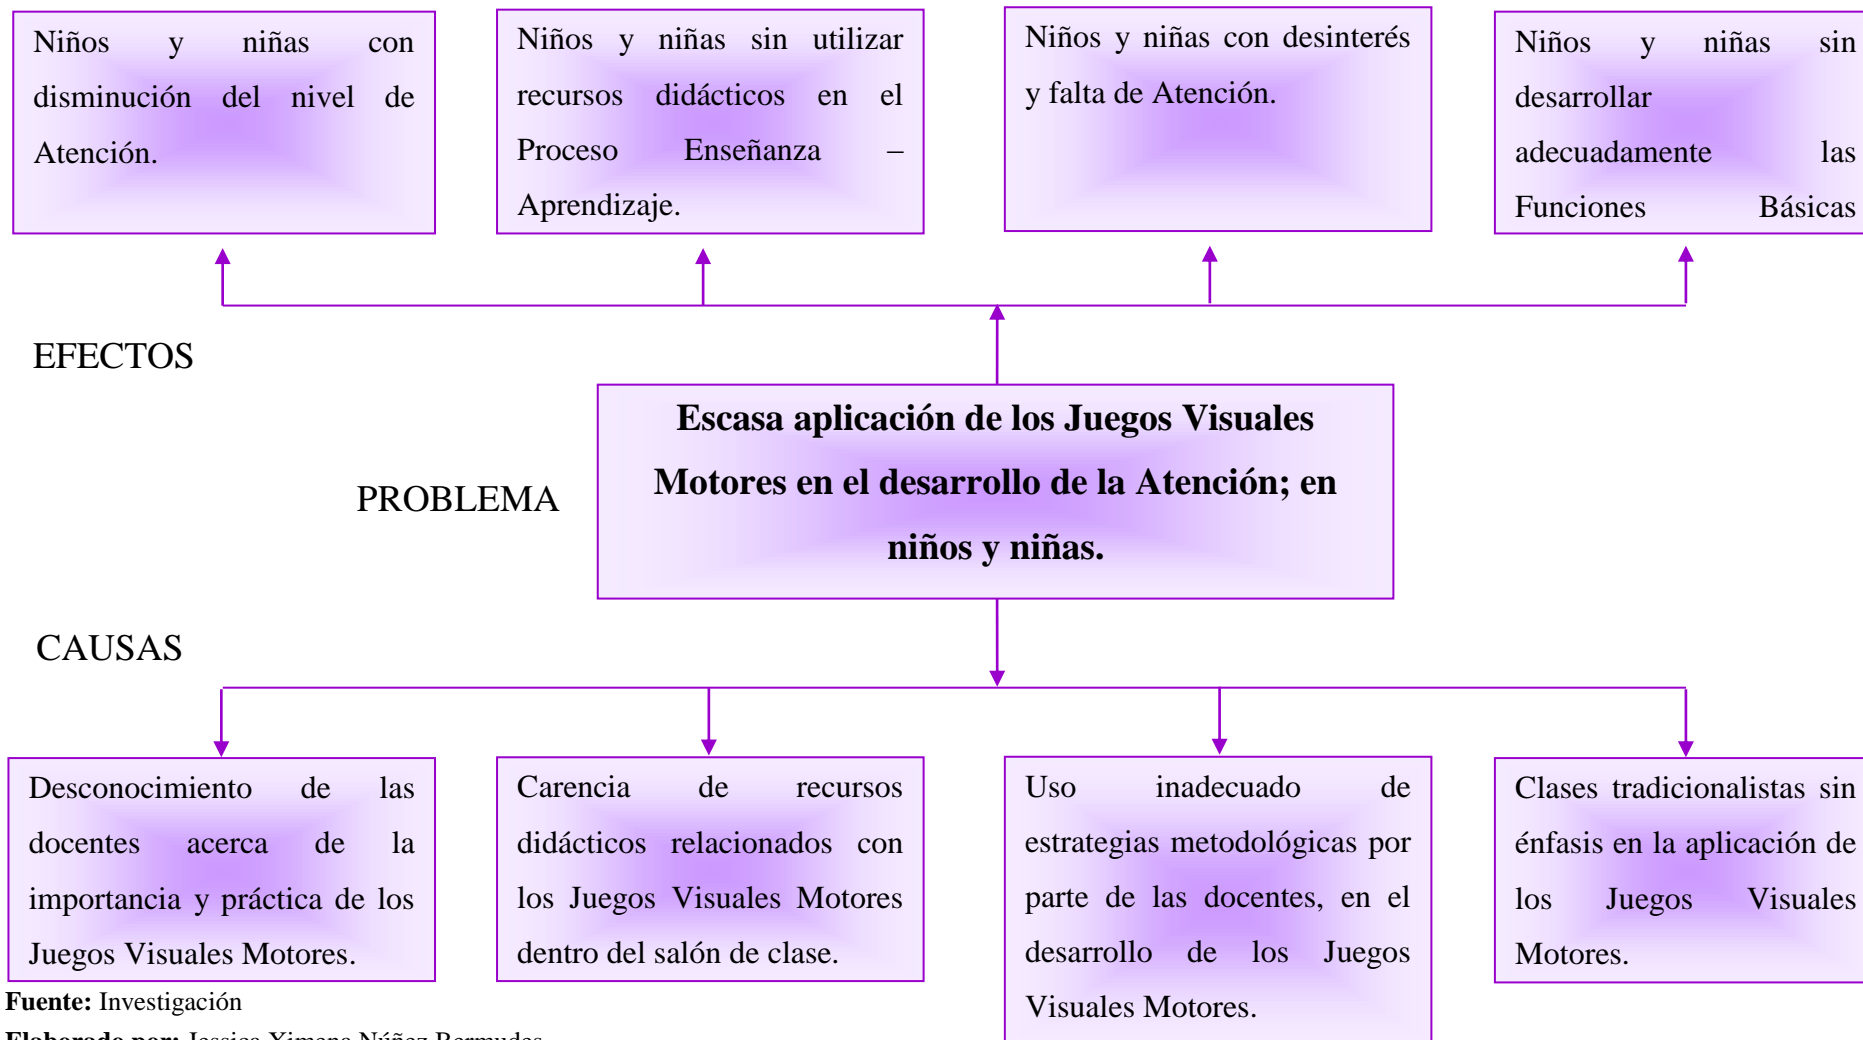 Niños y niñas con
disminución del nivel de
Atención.
Niños y niñas sin utilizar
recursos didácticos en el
Proceso Enseñanza –
Aprendizaje.
Niños y niñas con desinterés
y falta de Atención.
Niños y niñas sin
desarrollar
adecuadamente las
Funciones Básicas
EFECTOS
PROBLEMA
Escasa aplicación de los Juegos Visuales
Motores en el desarrollo de la Atención; en
niños y niñas.
CAUSAS
Desconocimiento de las
docentes acerca de la
importancia y práctica de los
Juegos Visuales Motores.
Carencia de recursos
didácticos relacionados con
los Juegos Visuales Motores
dentro del salón de clase.
Uso inadecuado de
estrategias metodológicas por
parte de las docentes, en el
desarrollo de los Juegos
Visuales Motores.
Clases tradicionalistas sin
énfasis en la aplicación de
los Juegos Visuales
Motores.
Fuente: Investigación
Elaborado por: Jessica Ximena Núñez Bermudes